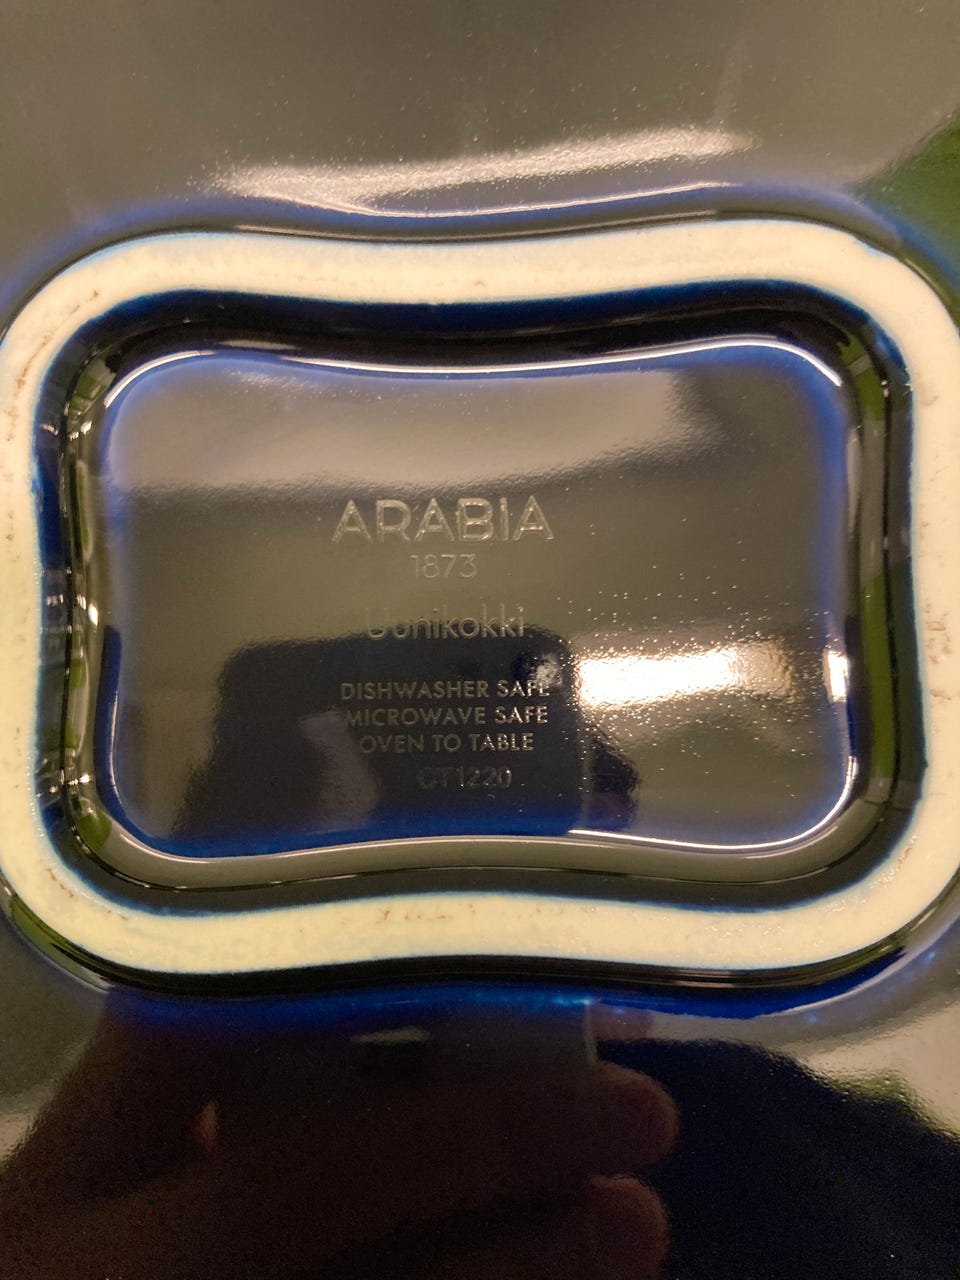 ARABIA
1873
Uunikokki
DISHWASHER SAFE
MICROWAVE SAFE
OVEN TO TABLE
CT1220